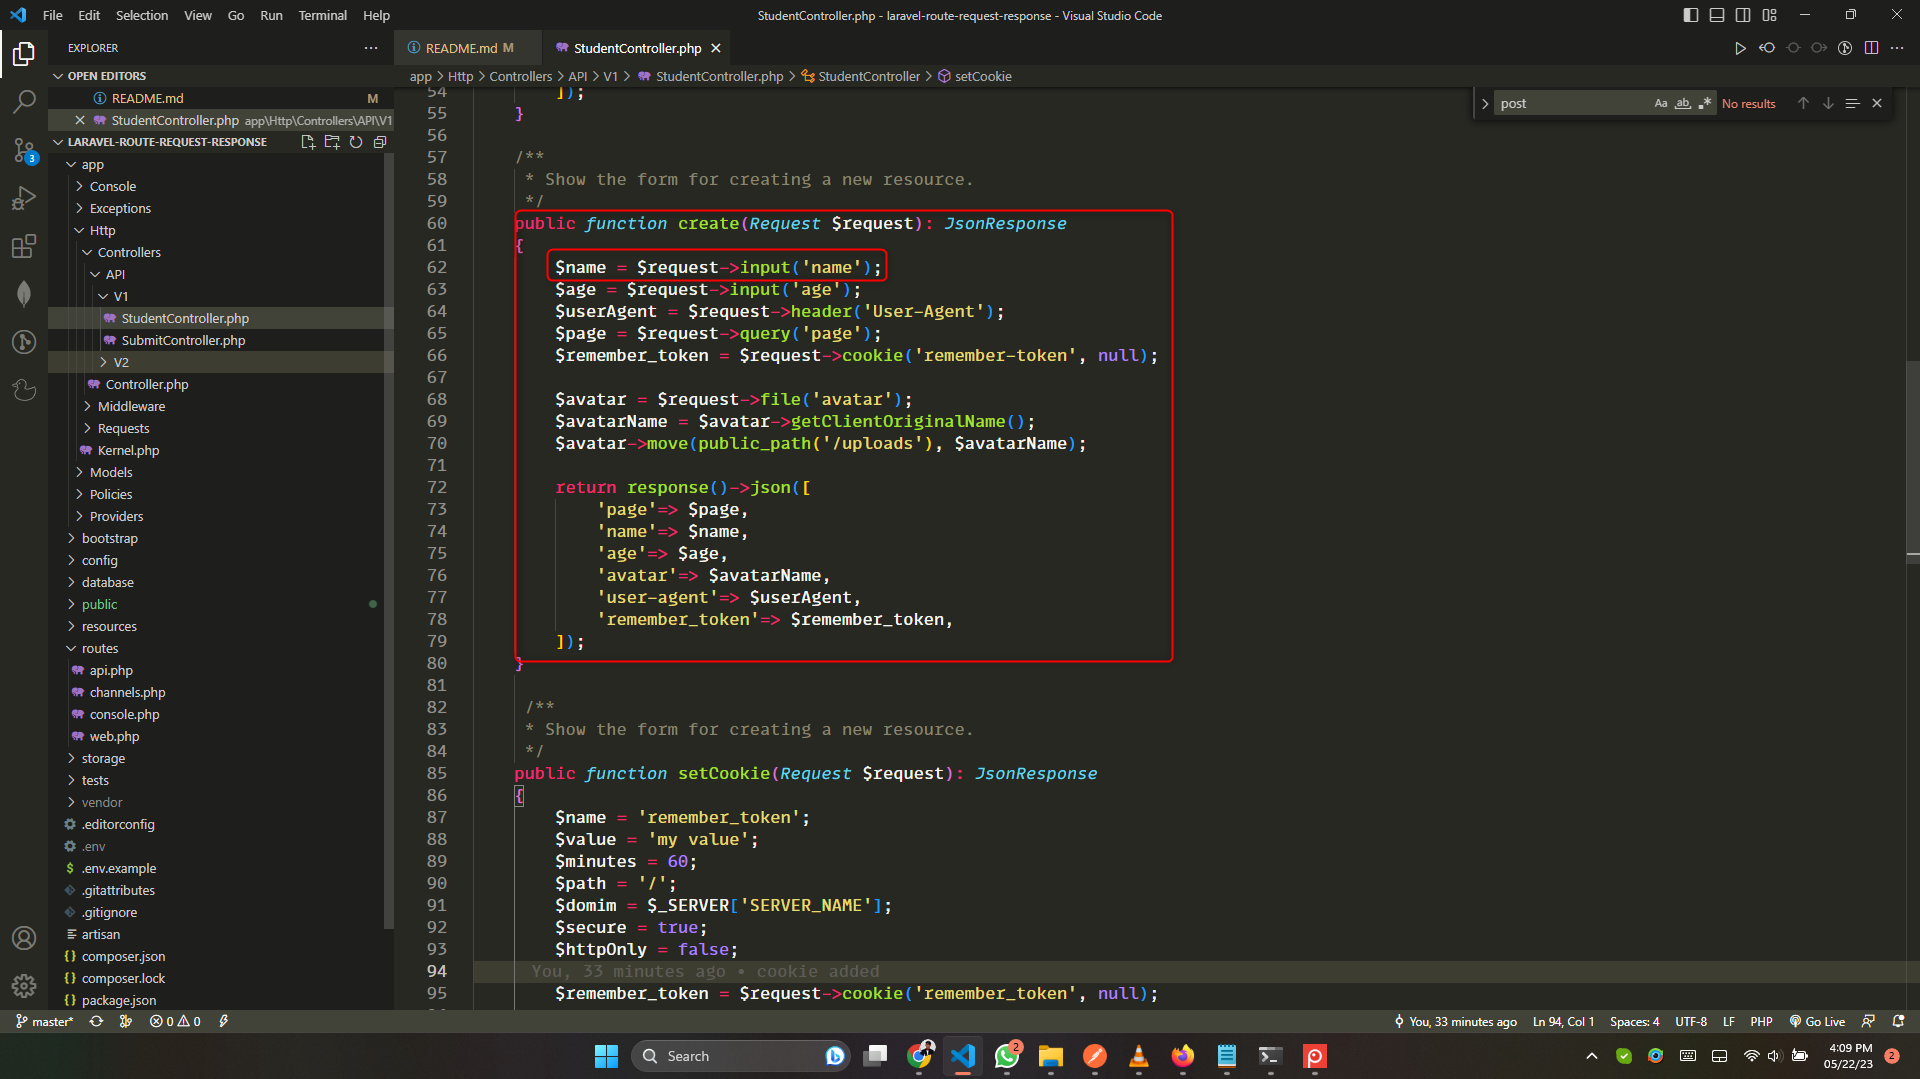 File Edit Selection View Go Run Terminal Help
StudentController.php - laravel-route-request-response - Visual Studio Code
EXPLORER
OPEN EDITORS
README.md M
StudentController.php app\Http\Controllers\API\V1
LARAVEL-ROUTE-REQUEST-RESPONSE
app
Console
Exceptions
Http
Controllers
API
V1
StudentController.php
SubmitController.php
V2
Controller.php
Middleware
Requests
Kernel.php
Models
Policies
Providers
bootstrap
config
database
public
resources
routes
api.php
channels.php
console.php
web.php
storage
tests
vendor
.editorconfig
.env
.env.example
.gitattributes
.gitignore
artisan
composer.json
composer.lock
package.json
3
README.md M
StudentController.php
app > Http > Controllers > API > V1 > StudentController.php > StudentController > setCookie
post
Aa ab .*
No results
54 ]);
55 }
56
57 /**
58 * Show the form for creating a new resource.
59 */
60 public function create(Request $request): JsonResponse
61 {
62 $name = $request->input('name');
63 $age = $request->input('age');
64 $userAgent = $request->header('User-Agent');
65 $page = $request->query('page');
66 $remember_token = $request->cookie('remember-token', null);
67
68 $avatar = $request->file('avatar');
69 $avatarName = $avatar->getClientOriginalName();
70 $avatar->move(public_path('/uploads'), $avatarName);
71
72 return response()->json([
73 'page'=> $page,
74 'name'=> $name,
75 'age'=> $age,
76 'avatar'=> $avatarName,
77 'user-agent'=> $userAgent,
78 'remember_token'=> $remember_token,
79 ]);
80 }
81
82 /**
83 * Show the form for creating a new resource.
84 */
85 public function setCookie(Request $request): JsonResponse
86 {
87 $name = 'remember_token';
88 $value = 'my value';
89 $minutes = 60;
90 $path = '/';
91 $domim = $_SERVER['SERVER_NAME'];
92 $secure = true;
93 $httpOnly = false;
94 You, 33 minutes ago • cookie added
95 $remember_token = $request->cookie('remember_token', null);
master* 0 0
You, 33 minutes ago Ln 94, Col 1 Spaces: 4 UTF-8 LF PHP Go Live
Search
2
4:09 PM
05/22/23
2